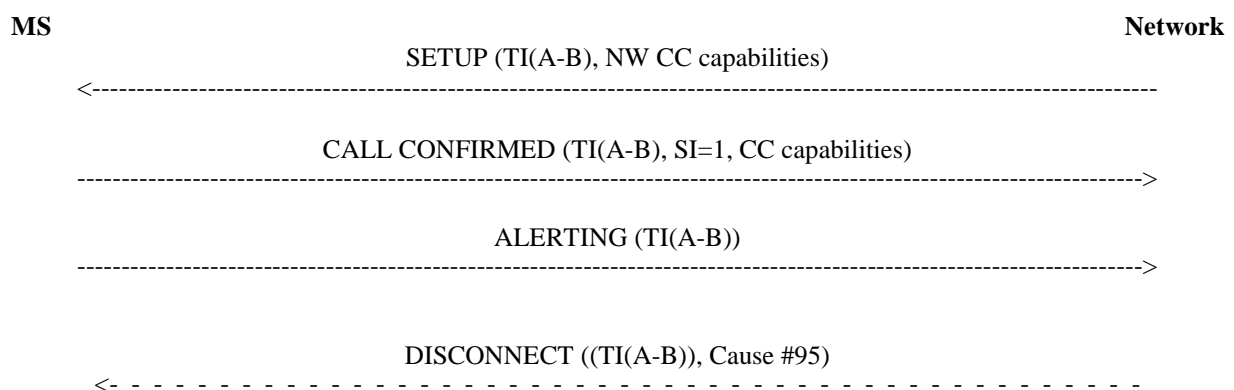 MS Network
SETUP (TI(A-B), NW CC capabilities)
CALL CONFIRMED (TI(A-B), SI=1, CC capabilities)
ALERTING (TI(A-B))
DISCONNECT ((TI(A-B)), Cause #95)